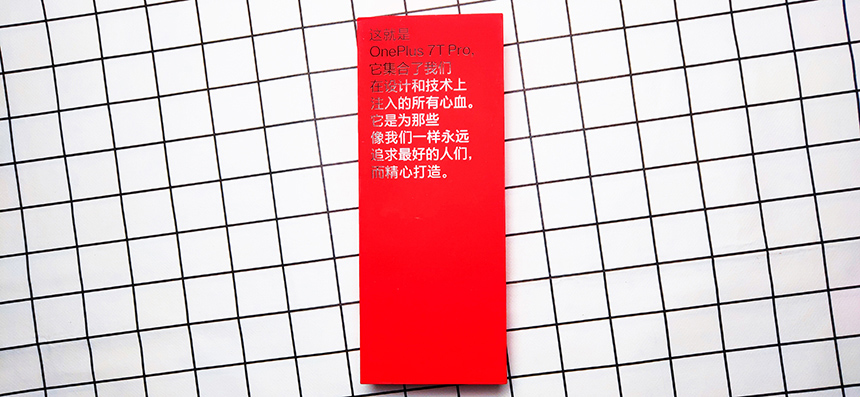 这就是
OnePlus 7T Pro,
它集合了我们
在设计和技术上
注入的所有心血。
它是为那些
像我们一样永远
追求最好的人们,
而精心打造。